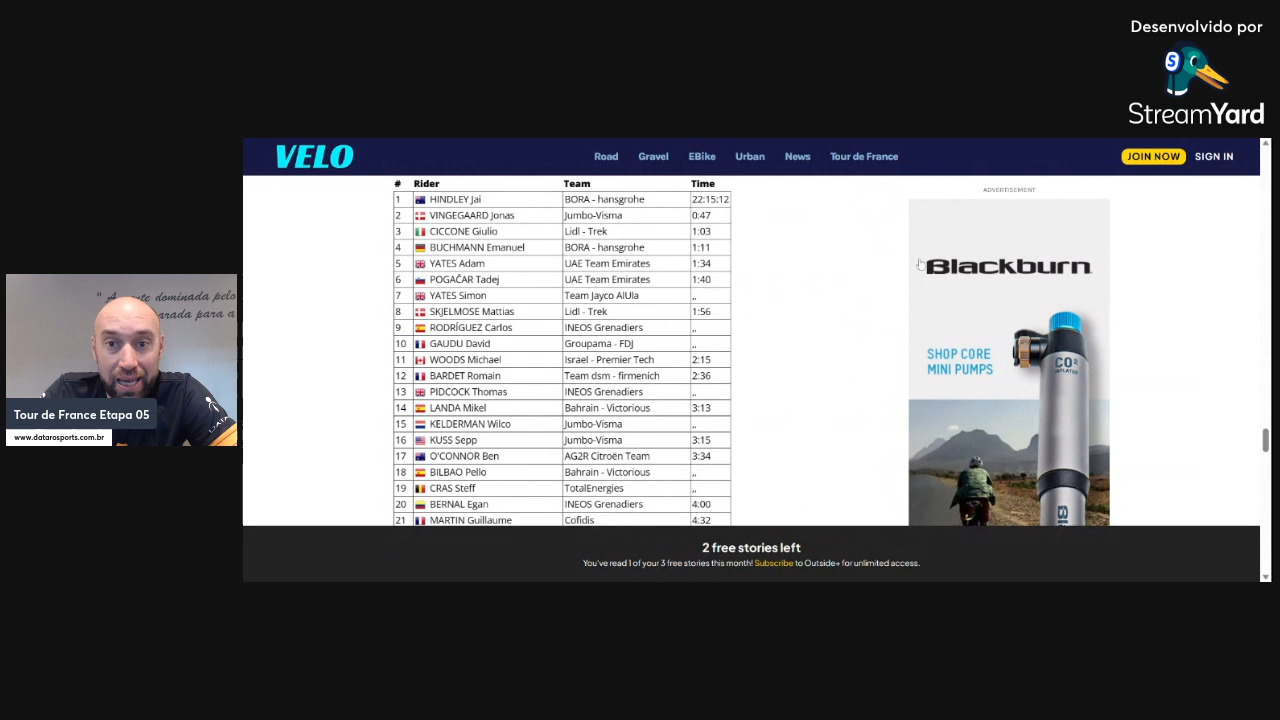 Desenvolvido por
StreamYard
VELO
Road Gravel EBike Urban News Tour de France
JOIN NOW SIGN IN
# Rider Team Time
1 HINDLEY Jai BORA - hansgrohe 22:15:12
2 VINGEGAARD Jonas Jumbo-Visma 0:47
3 CICCONE Giulio Lidl - Trek 1:03
4 BUCHMANN Emanuel BORA - hansgrohe 1:11
5 YATES Adam UAE Team Emirates 1:34
6 POGAČAR Tadej UAE Team Emirates 1:40
7 YATES Simon Team Jayco AlUla ,,
8 SKJELMOSE Mattias Lidl - Trek 1:56
9 RODRÍGUEZ Carlos INEOS Grenadiers ,,
10 GAUDU David Groupama - FDJ ,,
11 WOODS Michael Israel - Premier Tech 2:15
12 BARDET Romain Team dsm - firmenich 2:36
13 PIDCOCK Thomas INEOS Grenadiers ,,
14 LANDA Mikel Bahrain - Victorious 3:13
15 KELDERMAN Wilco Jumbo-Visma ,,
16 KUSS Sepp Jumbo-Visma 3:15
17 O'CONNOR Ben AG2R Citroën Team 3:34
18 BILBAO Pello Bahrain - Victorious ,,
19 CRAS Steff TotalEnergies ,,
20 BERNAL Egan INEOS Grenadiers 4:00
21 MARTIN Guillaume Cofidis 4:32
ADVERTISEMENT
Blackburn
SHOP CORE
MINI PUMPS
CO²
INFLATOR
2 free stories left
You've read 1 of your 3 free stories this month! Subscribe to Outside+ for unlimited access.
Tour de France Etapa 05
www.datarosports.com.br